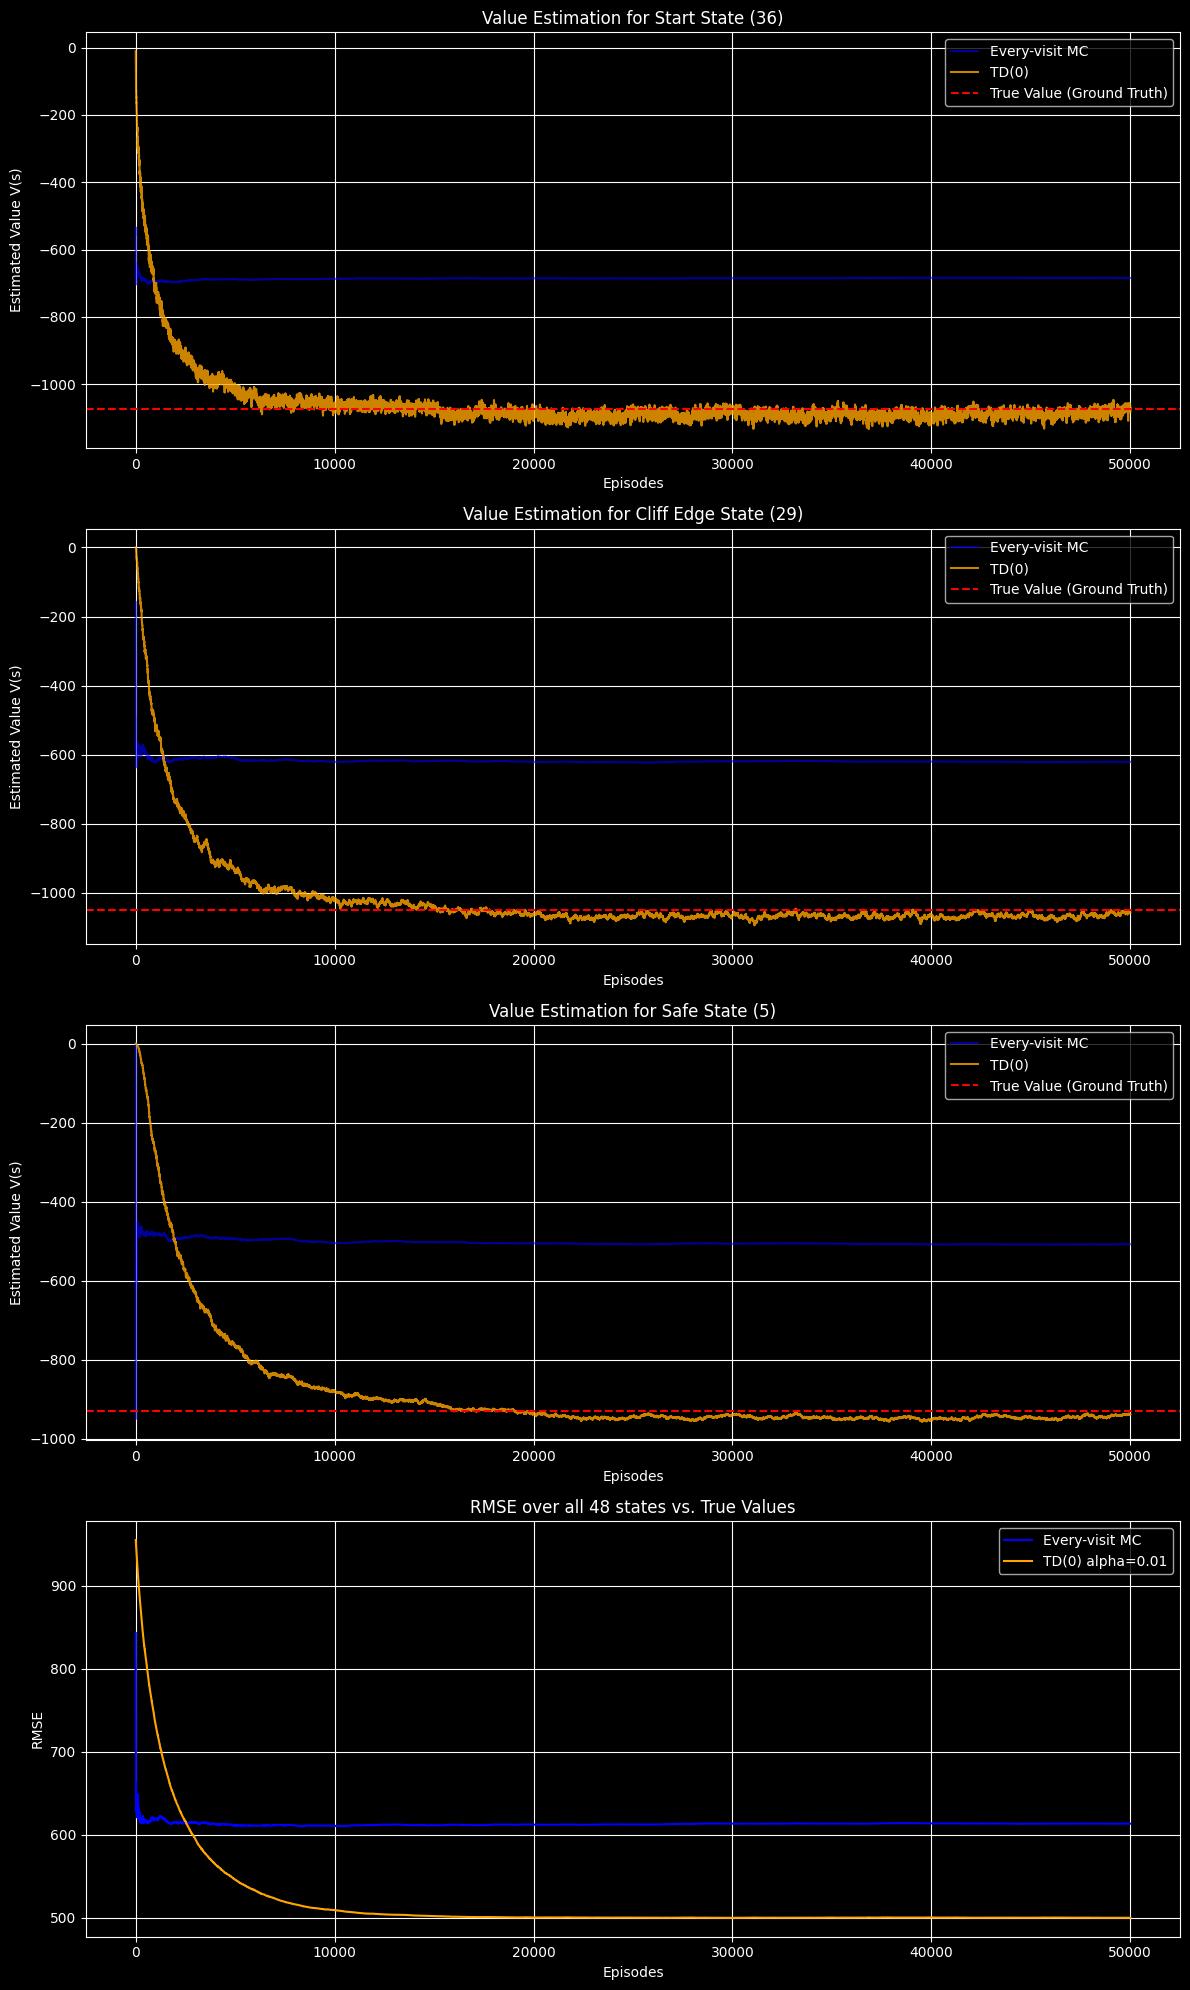 Value Estimation for Start State (36)
Every-visit MC
TD(0)
True Value (Ground Truth)
Estimated Value V(s)
0
−200
−400
−600
−800
−1000
0
10000
20000
30000
40000
50000
Episodes
Value Estimation for Cliff Edge State (29)
Every-visit MC
TD(0)
True Value (Ground Truth)
Estimated Value V(s)
0
−200
−400
−600
−800
−1000
0
10000
20000
30000
40000
50000
Episodes
Value Estimation for Safe State (5)
Every-visit MC
TD(0)
True Value (Ground Truth)
Estimated Value V(s)
0
−200
−400
−600
−800
−1000
0
10000
20000
30000
40000
50000
Episodes
RMSE over all 48 states vs. True Values
Every-visit MC
TD(0) alpha=0.01
RMSE
900
800
700
600
500
0
10000
20000
30000
40000
50000
Episodes